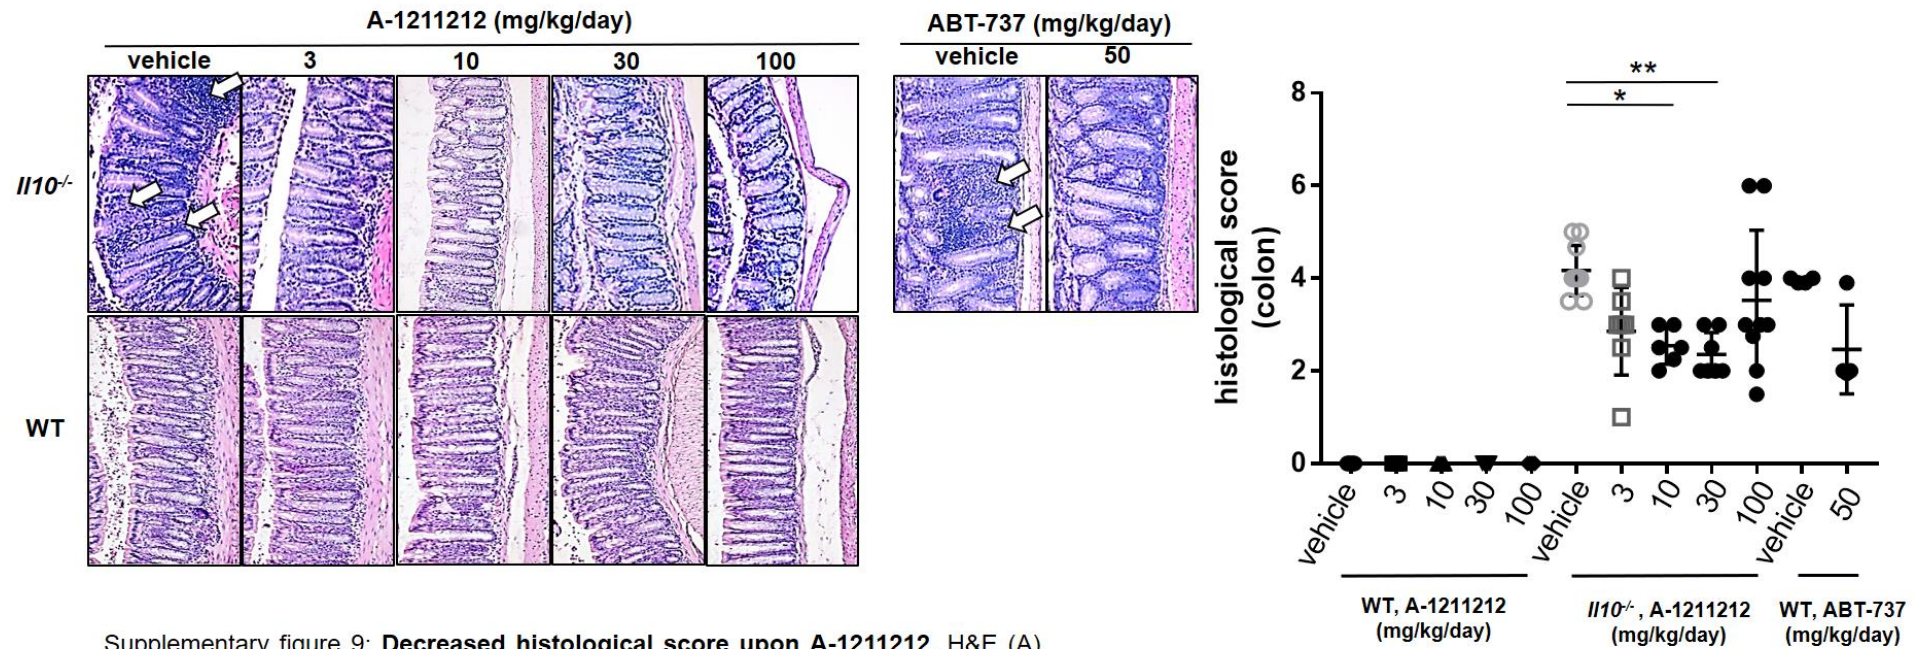 A-1211212 (mg/kg/day)
vehicle 3 10 30 100
ABT-737 (mg/kg/day)
vehicle 50
Il10-/-
WT
histological score
(colon)
8
6
4
2
0
**
*
vehicle 3 10 30 100 vehicle 3 10 30 100 vehicle 50
WT, A-1211212
(mg/kg/day)
Il10-/-, A-1211212
(mg/kg/day)
WT, ABT-737
(mg/kg/day)
Supplementary figure 9: Decreased histological score upon A-1211212. H&E (A)